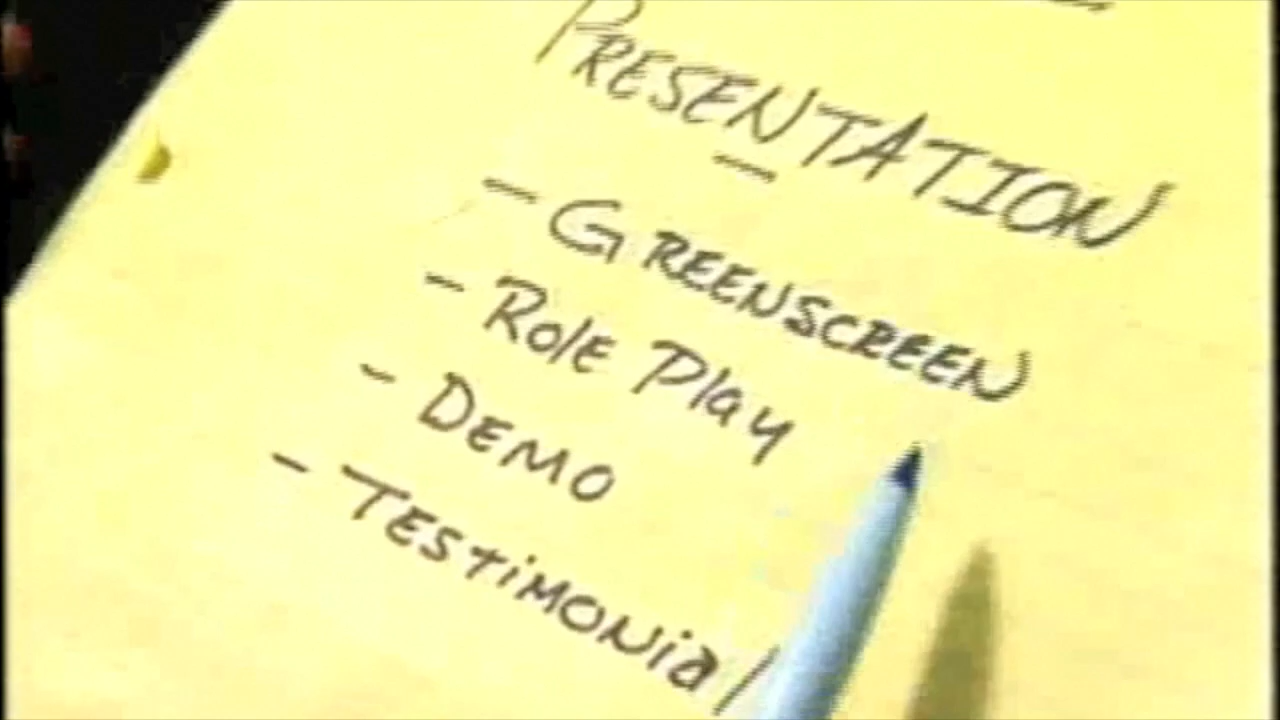 PRESENTATION
- GREENSCREEN
- Role Play
- DEMO
- TESTiMONial